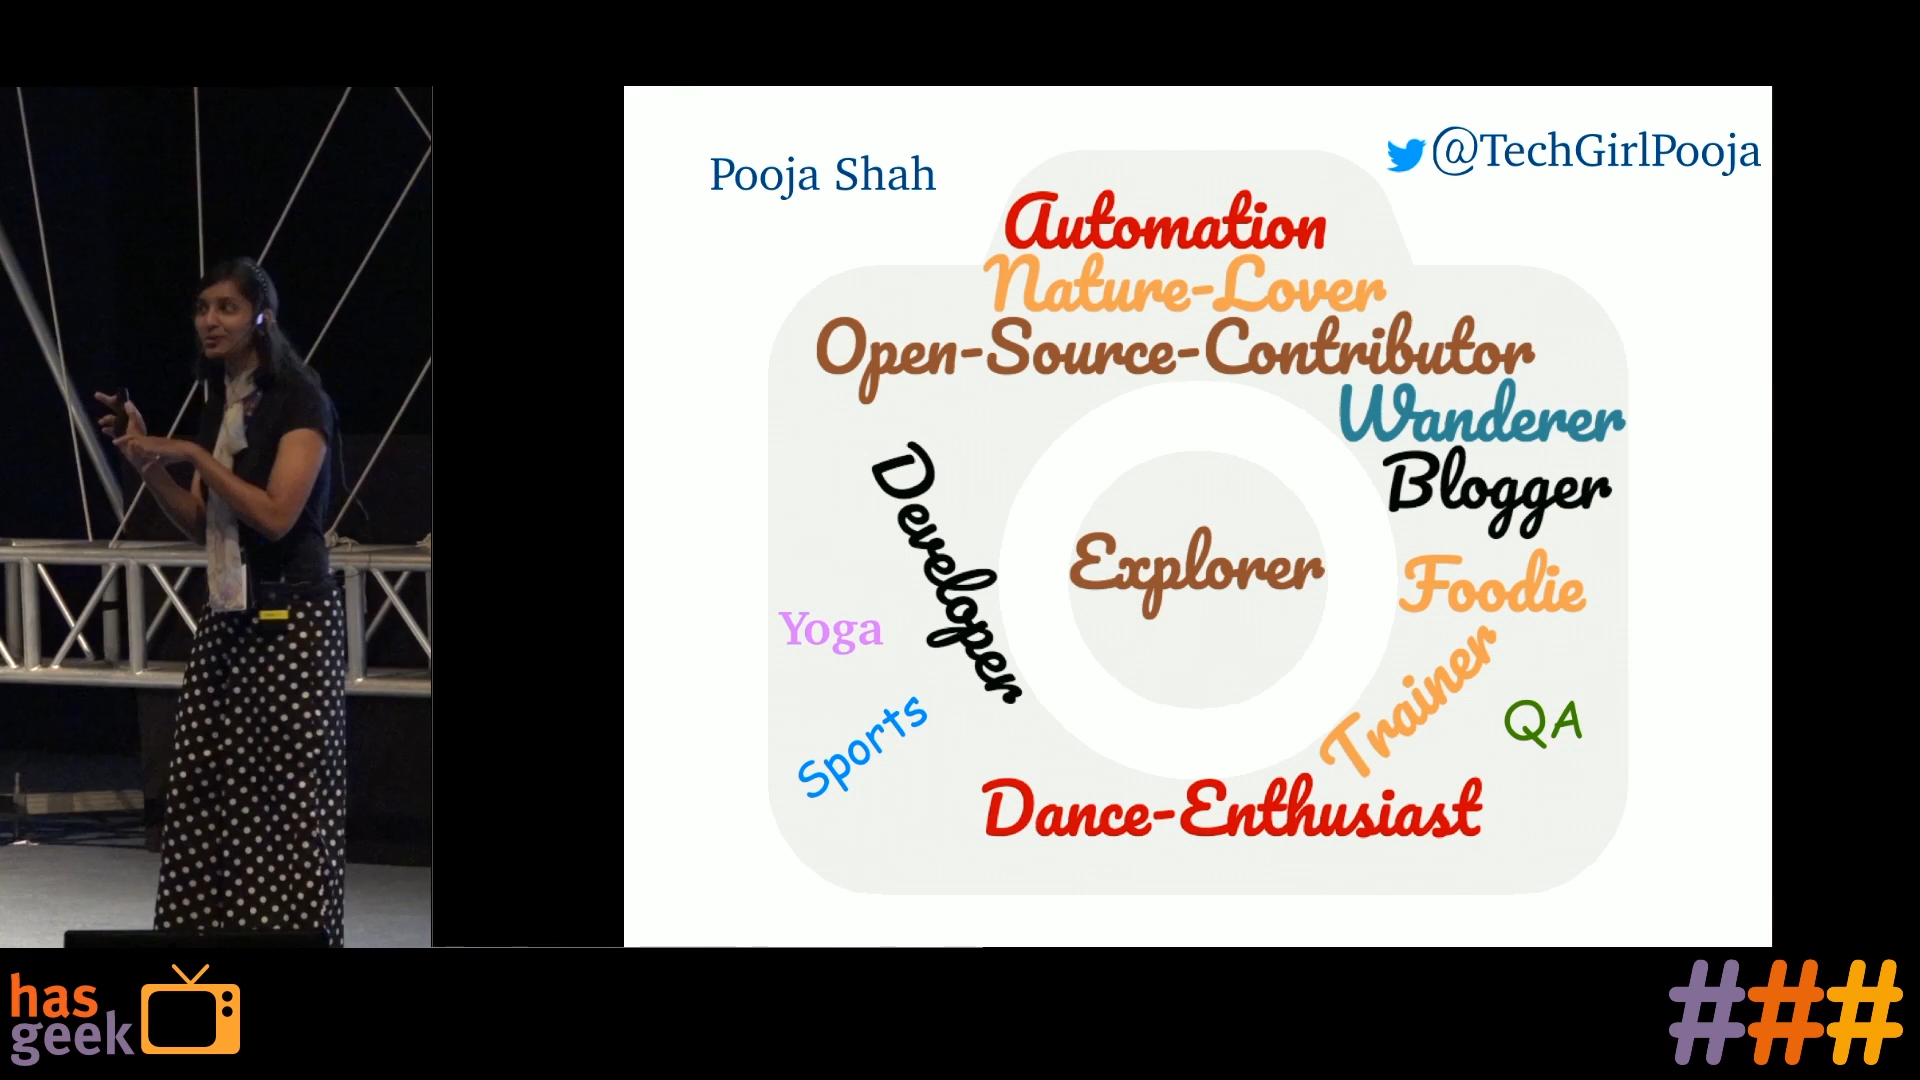 Pooja Shah
@TechGirlPooja
Automation
Nature-Lover
Open-Source-Contributor
Wanderer
Blogger
Developer
Explorer
Foodie
Yoga
Trainer
Sports
QA
Dance-Enthusiast
has
geek
###